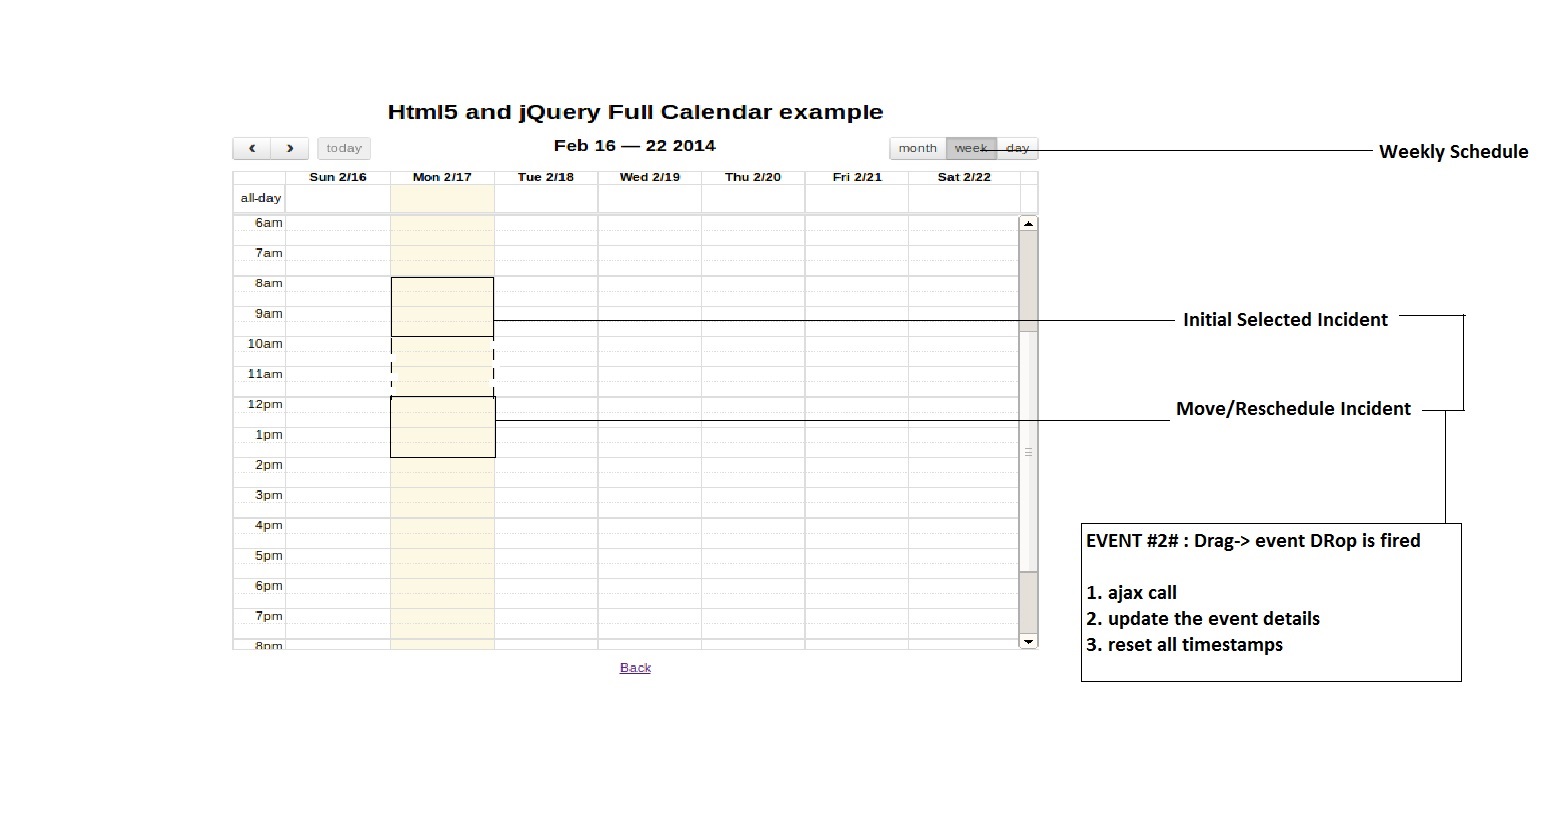 Html5 and jQuery Full Calendar example
today
Feb 16 — 22 2014
month week day
Weekly Schedule
Sun 2/16 Mon 2/17 Tue 2/18 Wed 2/19 Thu 2/20 Fri 2/21 Sat 2/22
all-day
6am
7am
8am
9am
Initial Selected Incident
10am
11am
12pm
Move/Reschedule Incident
1pm
2pm
3pm
4pm
5pm
6pm
7pm
8pm
EVENT #2# : Drag-> event DRop is fired
1. ajax call
2. update the event details
3. reset all timestamps
Back